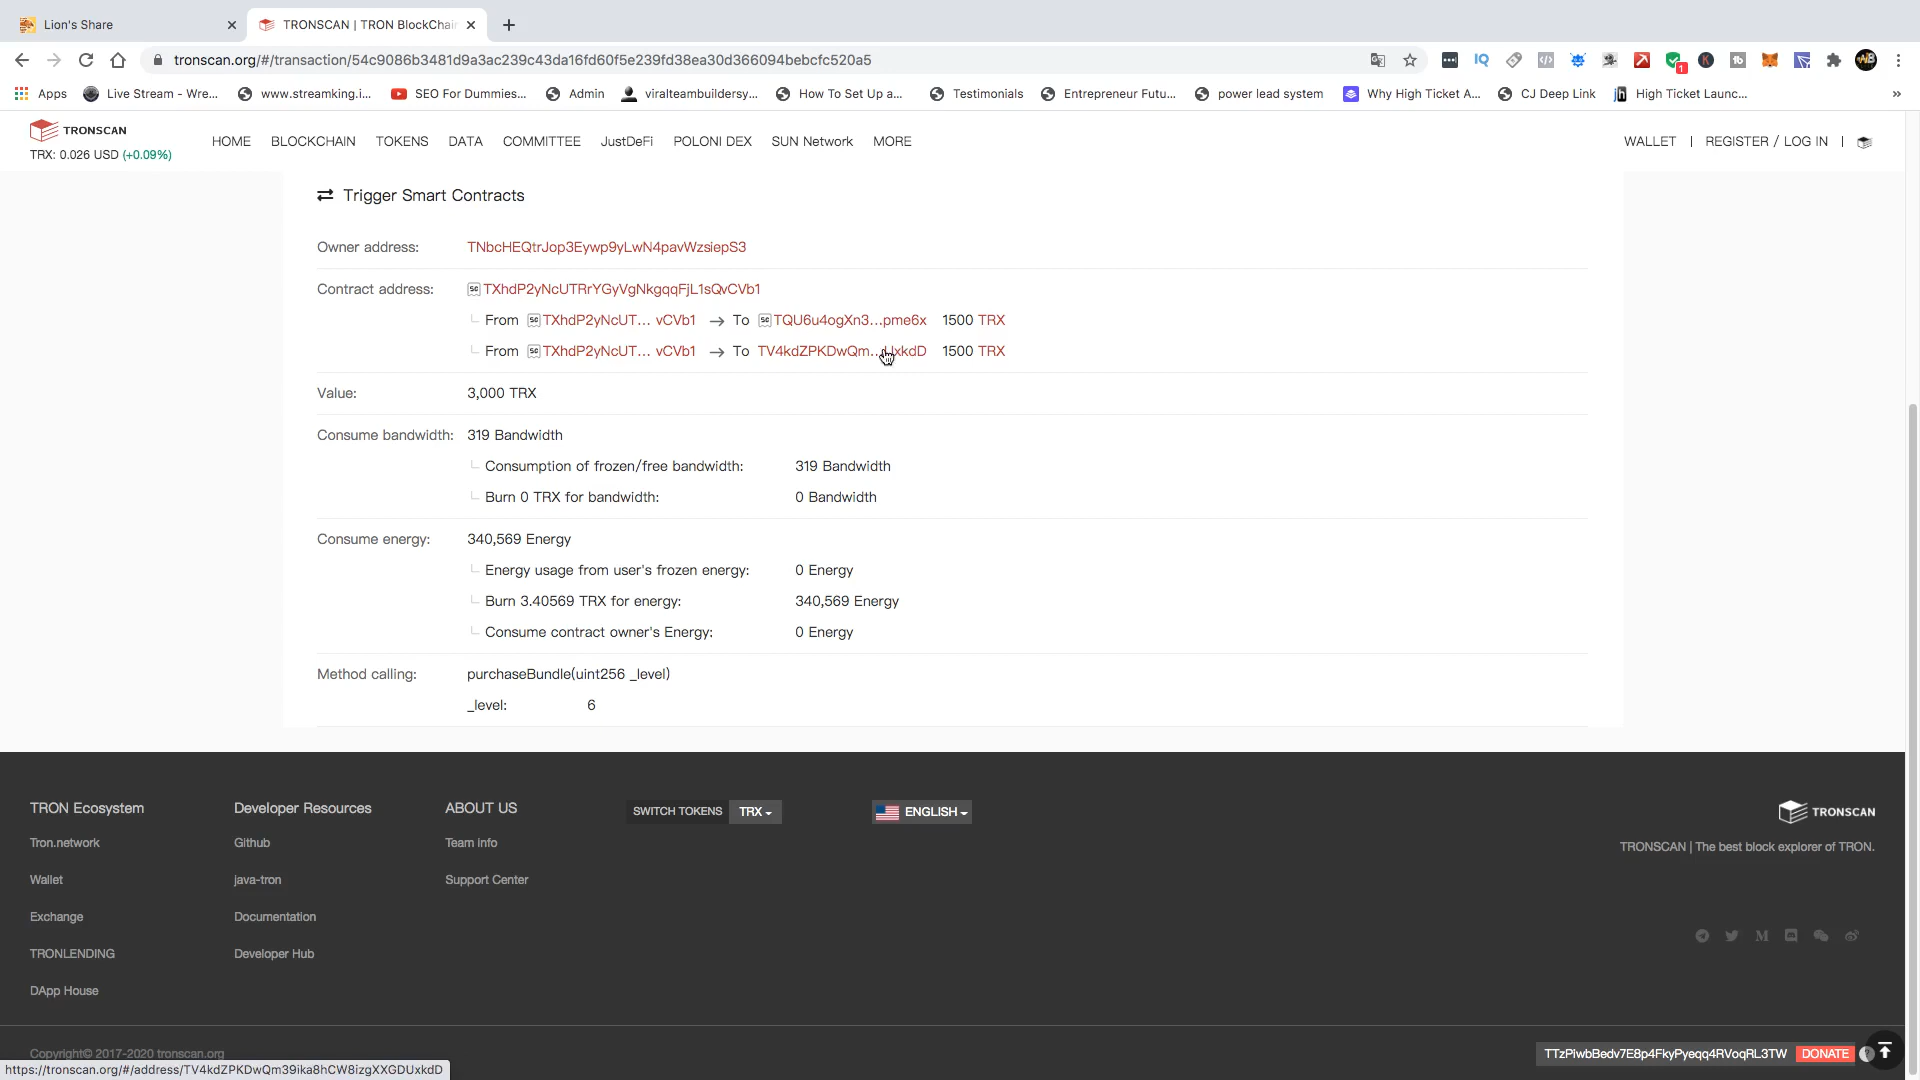 Lion's Share
TRONSCAN | TRON BlockChai
tronscan.org/#/transaction/54c9086b3481d9a3ac239c43da16fd60f5e239fd38ea30d366094bebcfc520a5
Apps
Live Stream - Wre...
www.streamking.i...
SEO For Dummies...
Admin
viralteambuildersy...
How To Set Up a...
Testimonials
Entrepreneur Futu...
power lead system
Why High Ticket A...
CJ Deep Link
High Ticket Launc...
»
TRONSCAN
TRX: 0.026 USD (+0.09%)
HOME
BLOCKCHAIN
TOKENS
DATA
COMMITTEE
JustDeFi
POLONI DEX
SUN Network
MORE
WALLET | REGISTER / LOG IN |
Trigger Smart Contracts
Owner address: TNbcHEQtrJop3Eywp9yLwN4pavWzsiepS3
Contract address: TXhdP2yNcUTRrYGyVgNkgqqFjL1sQvCVb1
From TXhdP2yNcUT... vCVb1 → To TQU6u4ogXn3...pme6x 1500 TRX
From TXhdP2yNcUT... vCVb1 → To TV4kdZPKDwQm...UxkdD 1500 TRX
Value: 3,000 TRX
Consume bandwidth: 319 Bandwidth
Consumption of frozen/free bandwidth: 319 Bandwidth
Burn 0 TRX for bandwidth: 0 Bandwidth
Consume energy: 340,569 Energy
Energy usage from user's frozen energy: 0 Energy
Burn 3.40569 TRX for energy: 340,569 Energy
Consume contract owner's Energy: 0 Energy
Method calling: purchaseBundle(uint256 _level)
_level: 6
TRON Ecosystem
Tron.network
Wallet
Exchange
TRONLENDING
DApp House
Developer Resources
Github
java-tron
Documentation
Developer Hub
ABOUT US
Team info
Support Center
SWITCH TOKENS TRX
ENGLISH
TRONSCAN
TRONSCAN | The best block explorer of TRON.
Copyright© 2017-2020 tronscan.org
TTzPiwbBedv7E8p4FkyPyeqq4RVoqRL3TW DONATE
https://tronscan.org/#/address/TV4kdZPKDwQm39ika8hCW8izgXXGDUxkdD